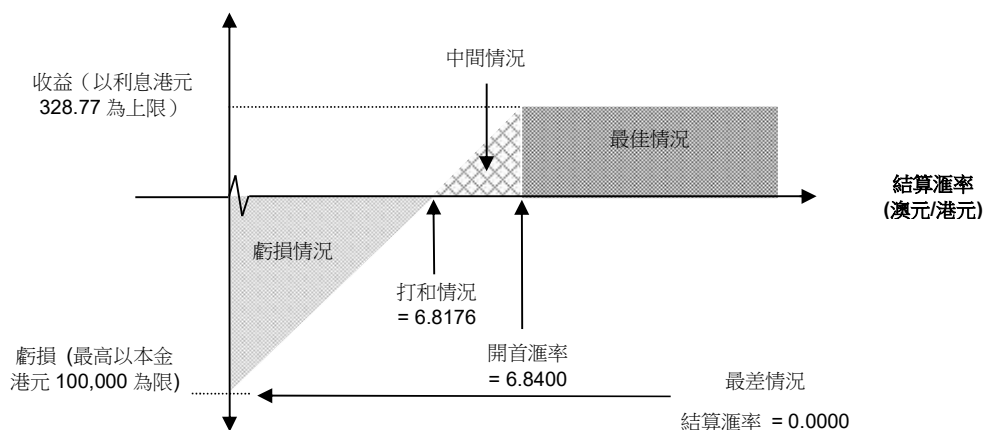 中間情況
收益（以利息港元
328.77 為上限）
最佳情況
結算滙率
(澳元/港元)
虧損情況
打和情況
= 6.8176
開首滙率
= 6.8400
虧損 (最高以本金
港元 100,000 為限)
最差情況
結算滙率 = 0.0000